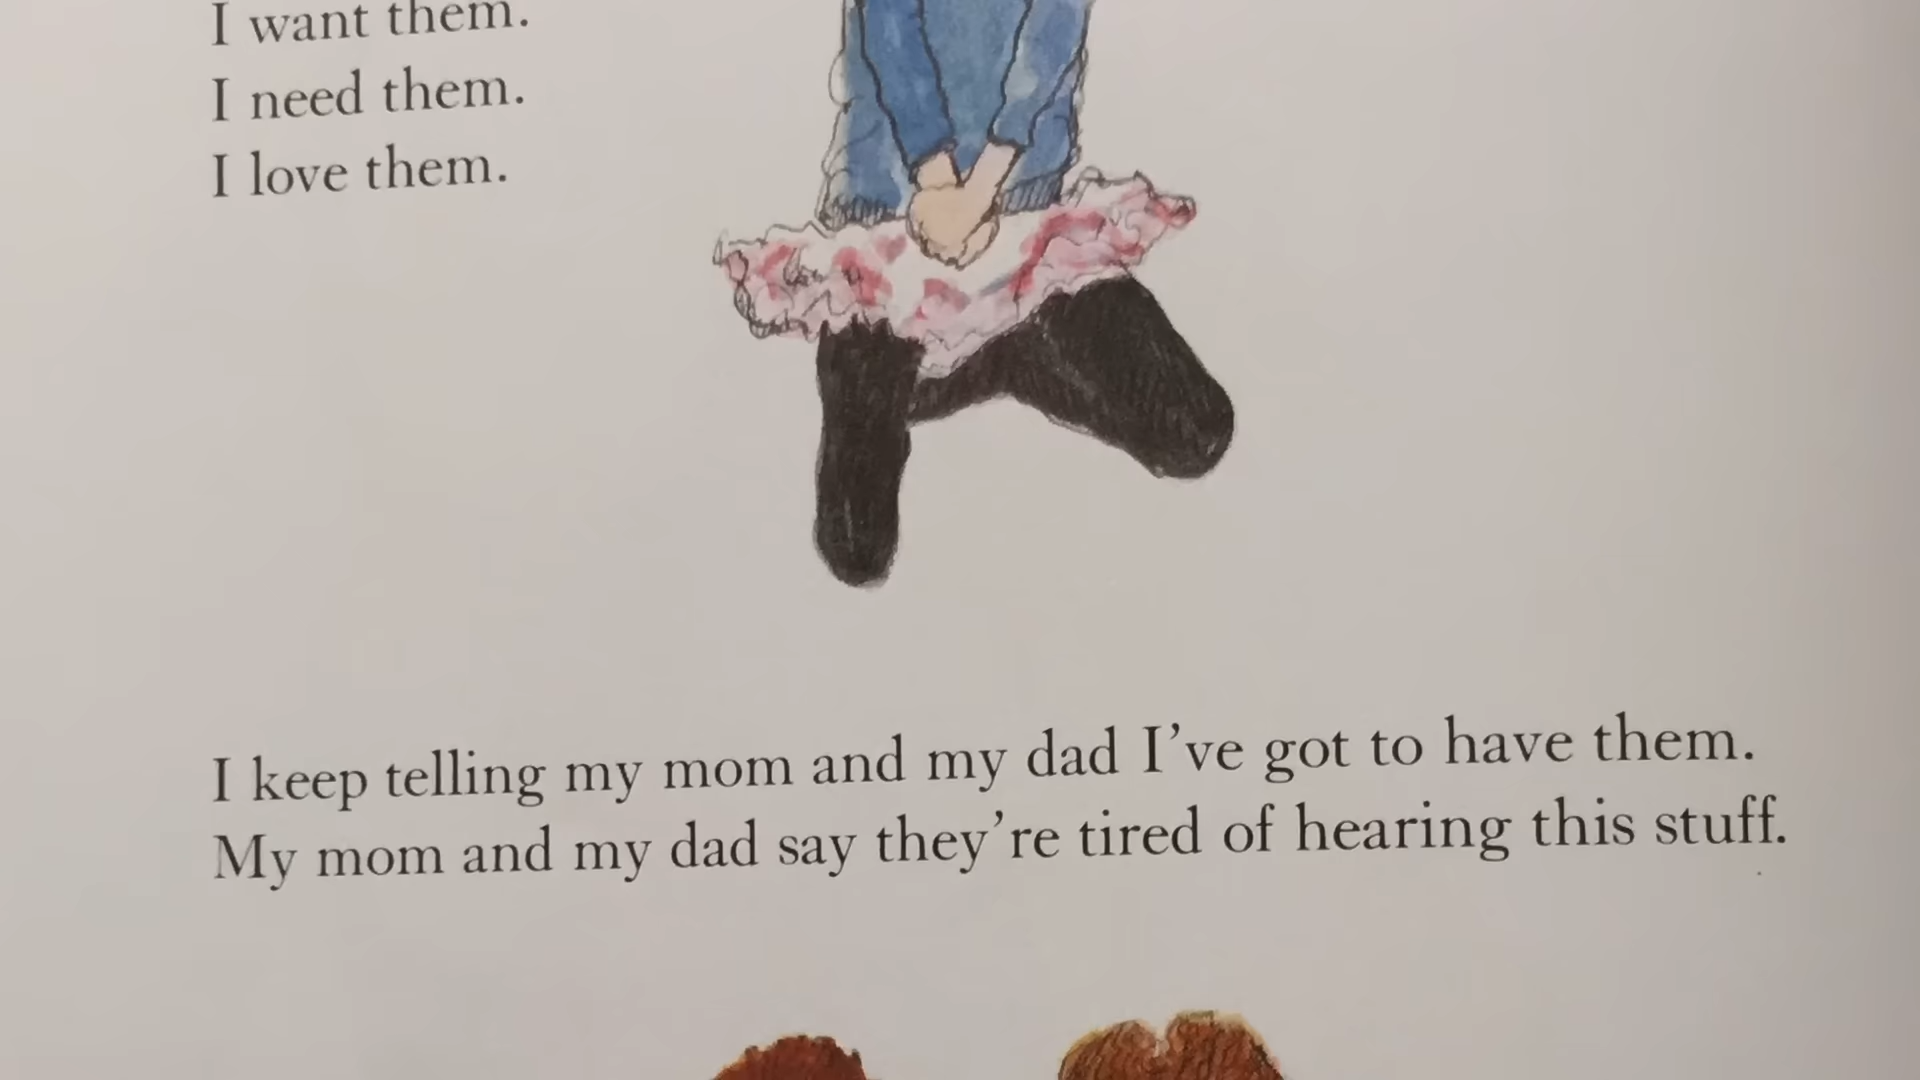 I want them.
I need them.
I love them.
I keep telling my mom and my dad I’ve got to have them.
My mom and my dad say they’re tired of hearing this stuff.